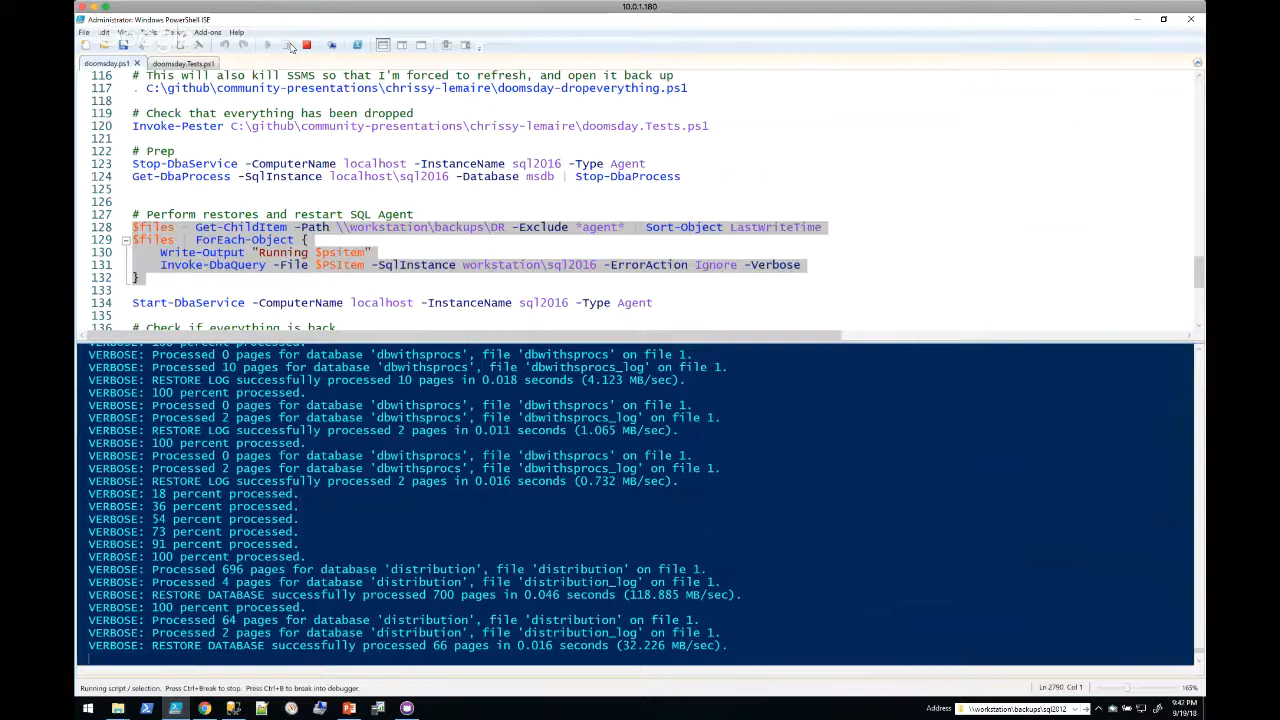 10.0.1.180
Administrator: Windows PowerShell ISE
File Edit View Tools Debug Add-ons Help
doomsday.ps1 doomsday.Tests.ps1
116 # This will also kill SSMS so that I'm forced to refresh, and open it back up
117 . C:\github\community-presentations\chrissy-lemaire\doomsday-dropeverything.ps1
118
119 # Check that everything has been dropped
120 Invoke-Pester C:\github\community-presentations\chrissy-lemaire\doomsday.Tests.ps1
121
122 # Prep
123 Stop-DbaService -ComputerName localhost -InstanceName sql2016 -Type Agent
124 Get-DbaProcess -SqlInstance localhost\sql2016 -Database msdb | Stop-DbaProcess
125
126
127 # Perform restores and restart SQL Agent
128 $files = Get-ChildItem -Path \\workstation\backups\DR -Exclude *agent* | Sort-Object LastWriteTime
129 $files | ForEach-Object {
130 Write-Output "Running $psitem"
131 Invoke-DbaQuery -File $PSItem -SqlInstance workstation\sql2016 -ErrorAction Ignore -Verbose
132 }
133
134 Start-DbaService -ComputerName localhost -InstanceName sql2016 -Type Agent
135
136 # Check if everything is back
VERBOSE: 100 percent processed.
VERBOSE: Processed 0 pages for database 'dbwithsprocs', file 'dbwithsprocs' on file 1.
VERBOSE: Processed 10 pages for database 'dbwithsprocs', file 'dbwithsprocs_log' on file 1.
VERBOSE: RESTORE LOG successfully processed 10 pages in 0.018 seconds (4.123 MB/sec).
VERBOSE: 100 percent processed.
VERBOSE: Processed 0 pages for database 'dbwithsprocs', file 'dbwithsprocs' on file 1.
VERBOSE: Processed 2 pages for database 'dbwithsprocs', file 'dbwithsprocs_log' on file 1.
VERBOSE: RESTORE LOG successfully processed 2 pages in 0.011 seconds (1.065 MB/sec).
VERBOSE: 100 percent processed.
VERBOSE: Processed 0 pages for database 'dbwithsprocs', file 'dbwithsprocs' on file 1.
VERBOSE: Processed 2 pages for database 'dbwithsprocs', file 'dbwithsprocs_log' on file 1.
VERBOSE: RESTORE LOG successfully processed 2 pages in 0.016 seconds (0.732 MB/sec).
VERBOSE: 18 percent processed.
VERBOSE: 36 percent processed.
VERBOSE: 54 percent processed.
VERBOSE: 73 percent processed.
VERBOSE: 91 percent processed.
VERBOSE: 100 percent processed.
VERBOSE: Processed 696 pages for database 'distribution', file 'distribution' on file 1.
VERBOSE: Processed 4 pages for database 'distribution', file 'distribution_log' on file 1.
VERBOSE: RESTORE DATABASE successfully processed 700 pages in 0.046 seconds (118.885 MB/sec).
VERBOSE: 100 percent processed.
VERBOSE: Processed 64 pages for database 'distribution', file 'distribution' on file 1.
VERBOSE: Processed 2 pages for database 'distribution', file 'distribution_log' on file 1.
VERBOSE: RESTORE DATABASE successfully processed 66 pages in 0.016 seconds (32.226 MB/sec).
Running script / selection. Press Ctrl+Break to stop. Press Ctrl+B to break into debugger.
Ln 2790 Col 1
165%
Address \\workstation\backups\sql2012
9:42 PM
9/19/18